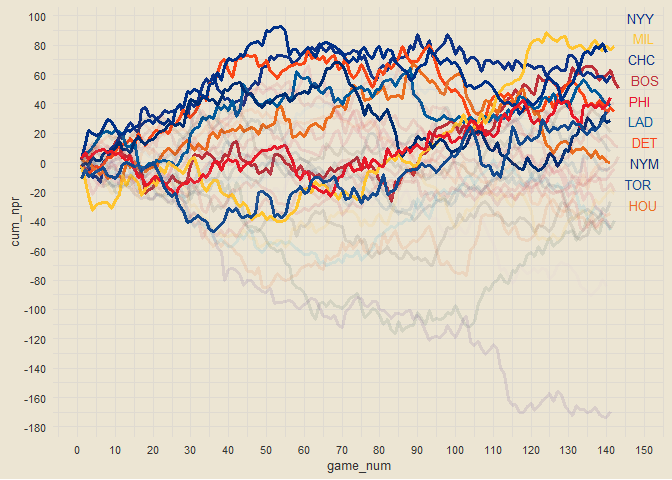 NYY
MIL
CHC
BOS
PHI
LAD
DET
NYM
TOR
HOU
100
80
60
40
20
0
-20
-40
-60
-80
-100
-120
-140
-160
-180
cum_npr
0 10 20 30 40 50 60 70 80 90 100 110 120 130 140 150
game_num